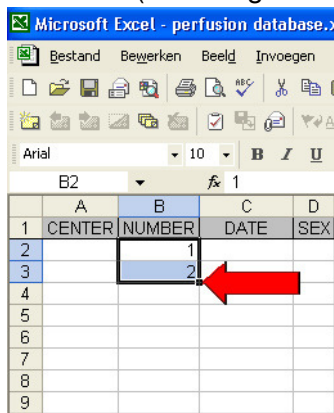 Microsoft Excel - perfusion database.
Bestand Bewerken Beeld Invoegen
Arial 10 B I U
B2 fx 1
A B C D
1 CENTER NUMBER DATE SEX
2 1
3 2
4
5
6
7
8
9